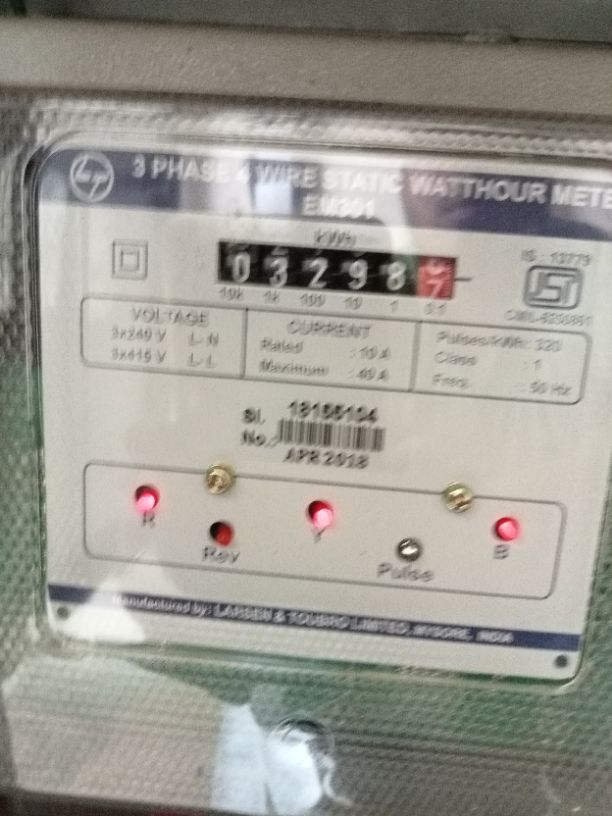 3 PHASE 4 WIRE STATIC WATTHOUR METE
EM301
kWh
0 3 2 9 8 7
10k 1k 100 10 1 0.1
IS : 13779
VOLTAGE
3x240 V L-N
3x415 V L-L
CURRENT
Rated : 10 A
Maximum : 40 A
Pulses/kWh: 320
Class : 1
Freq. : 50 Hz
Sl. No.: 18155104
APR 2018
R Y B
Rev Pulse
Manufactured by: LARSEN & TOUBRO LIMITED, MYSORE, INDIA